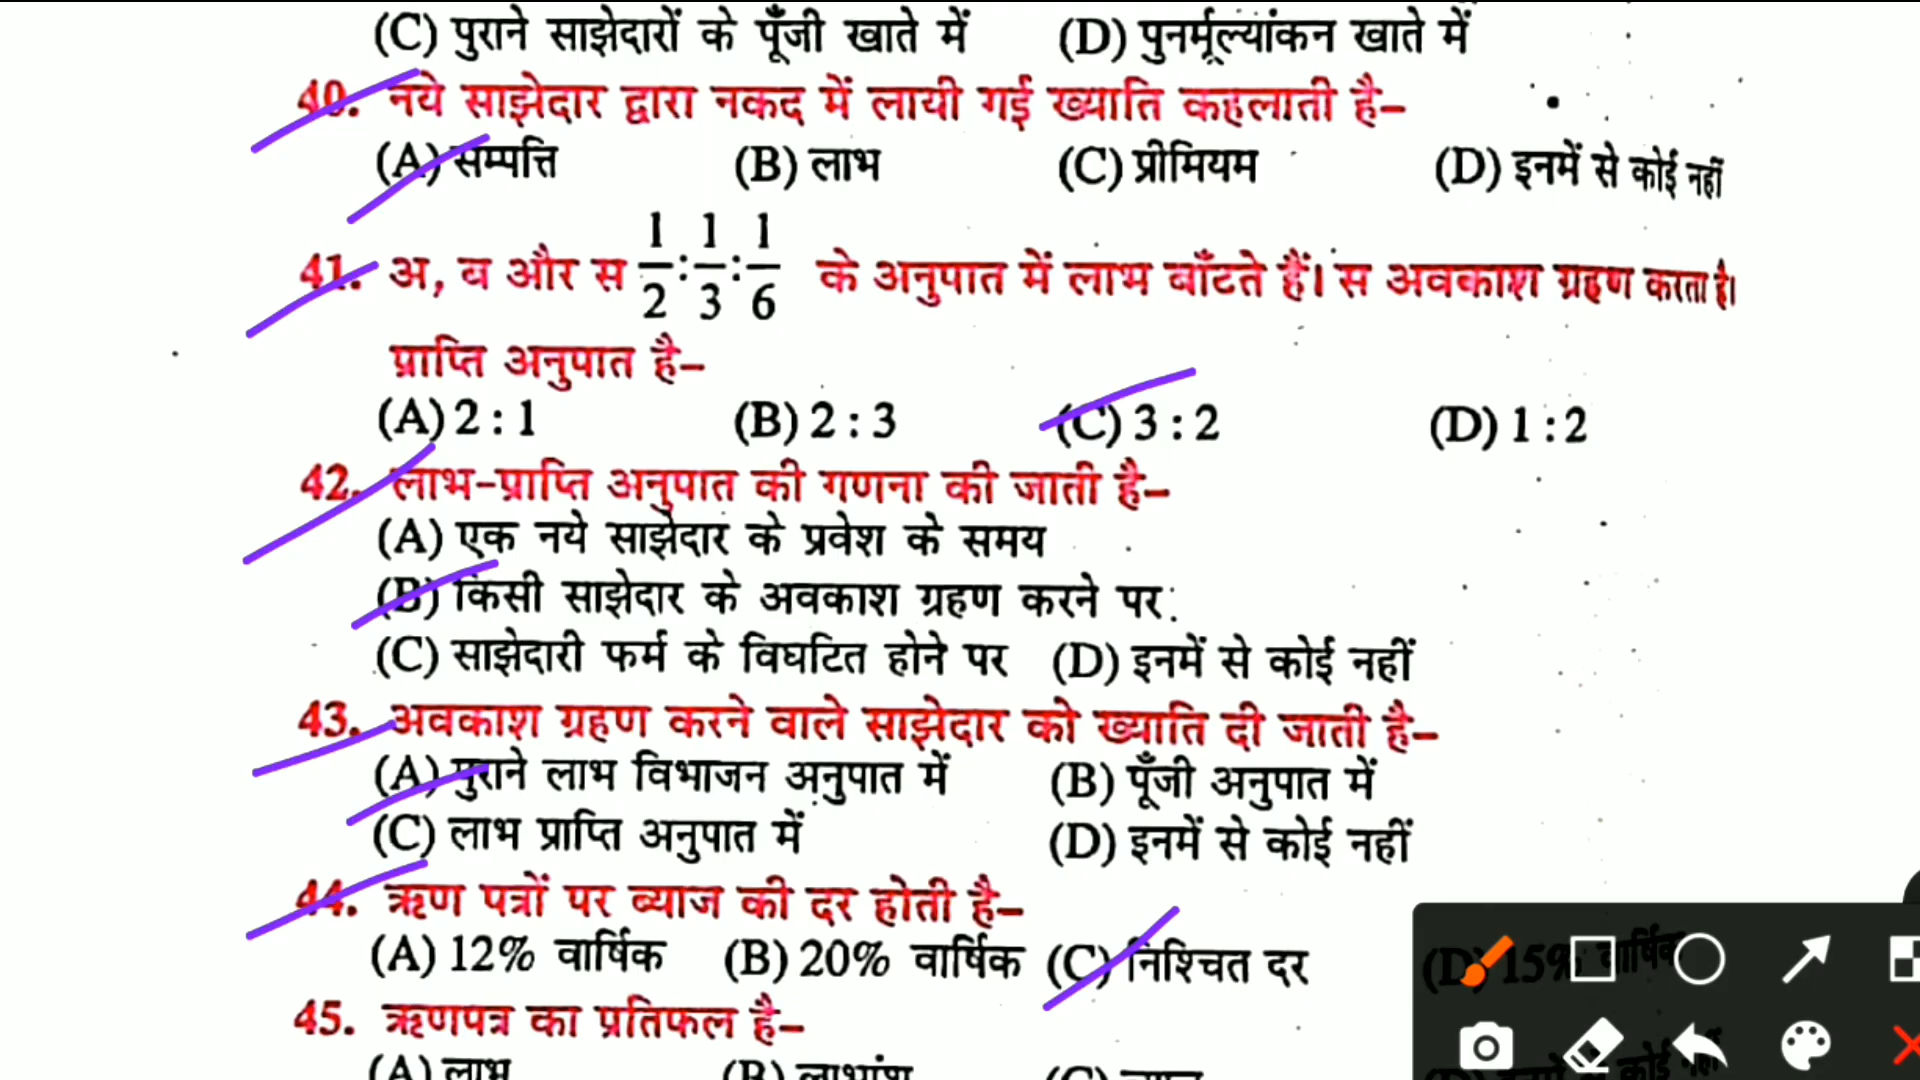 (C) पुराने साझेदारों के पूँजी खाते में (D) पुनर्मूल्यांकन खाते में
40. नये साझेदार द्वारा नकद में लायी गई ख्याति कहलाती है–
(A) सम्पत्ति (B) लाभ (C) प्रीमियम (D) इनमें से कोई नहीं
41. अ, ब और स 1/2 : 1/3 : 1/6 के अनुपात में लाभ बाँटते हैं। स अवकाश ग्रहण करता है।
प्राप्ति अनुपात है–
(A) 2 : 1 (B) 2 : 3 (C) 3 : 2 (D) 1 : 2
42. लाभ-प्राप्ति अनुपात की गणना की जाती है–
(A) एक नये साझेदार के प्रवेश के समय
(B) किसी साझेदार के अवकाश ग्रहण करने पर
(C) साझेदारी फर्म के विघटित होने पर (D) इनमें से कोई नहीं
43. अवकाश ग्रहण करने वाले साझेदार को ख्याति दी जाती है–
(A) पुराने लाभ विभाजन अनुपात में (B) पूँजी अनुपात में
(C) लाभ प्राप्ति अनुपात में (D) इनमें से कोई नहीं
44. ऋण पत्रों पर ब्याज की दर होती है–
(A) 12% वार्षिक (B) 20% वार्षिक (C) निश्चित दर (D) 15% वार्षिक
45. ऋणपत्र का प्रतिफल है–
(A) लाभ (B) लाभांश (C)